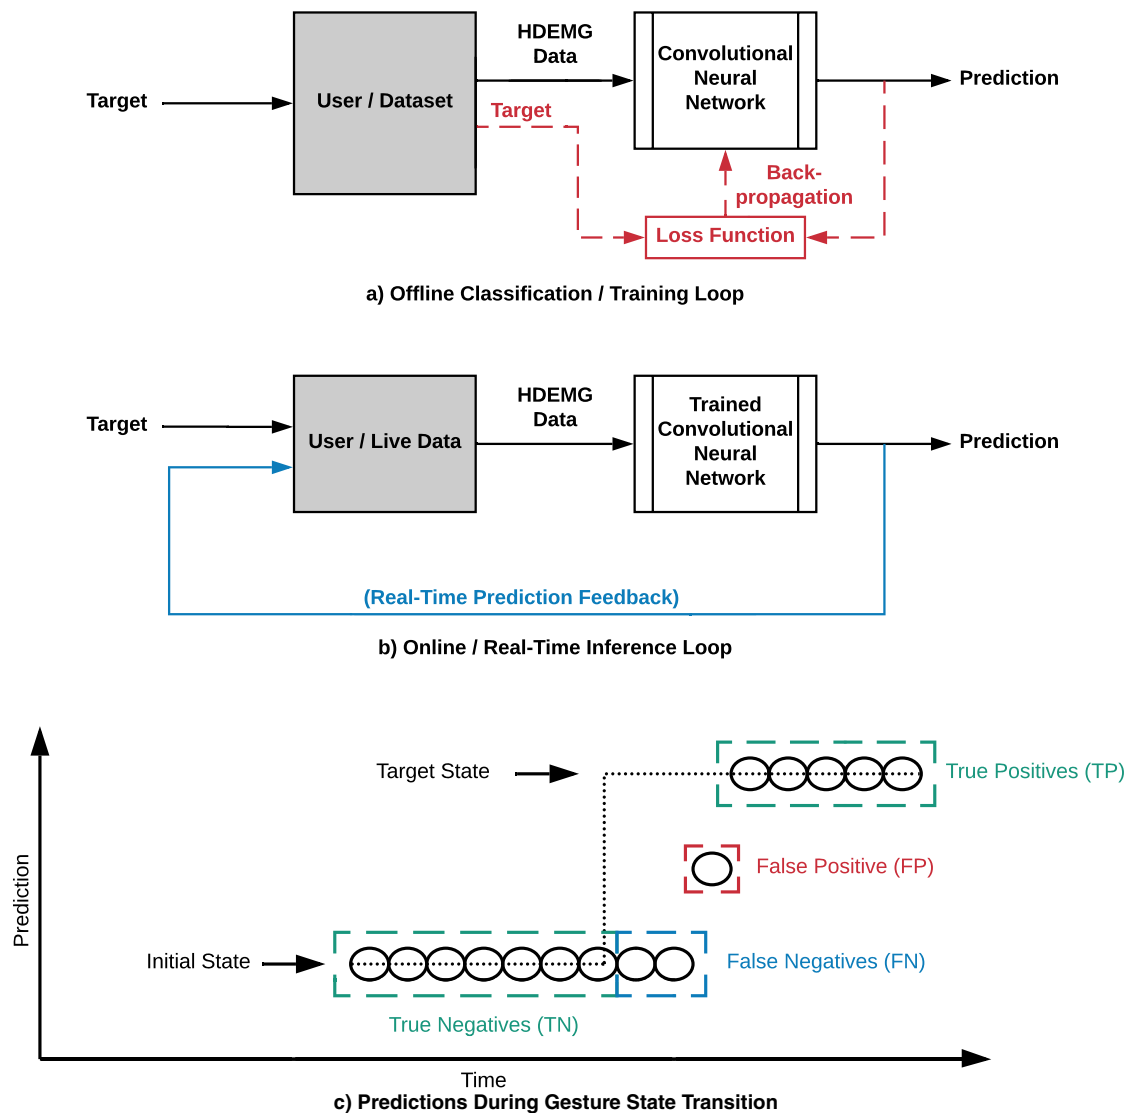 HDEMG
Data
Convolutional
Neural
Network
Prediction
Target
User / Dataset
Target
Back-
propagation
Loss Function
a) Offline Classification / Training Loop
HDEMG
Data
Trained
Convolutional
Neural
Network
Target
User / Live Data
Prediction
(Real-Time Prediction Feedback)
b) Online / Real-Time Inference Loop
Target State
True Positives (TP)
False Positive (FP)
Prediction
Initial State
False Negatives (FN)
True Negatives (TN)
Time
c) Predictions During Gesture State Transition